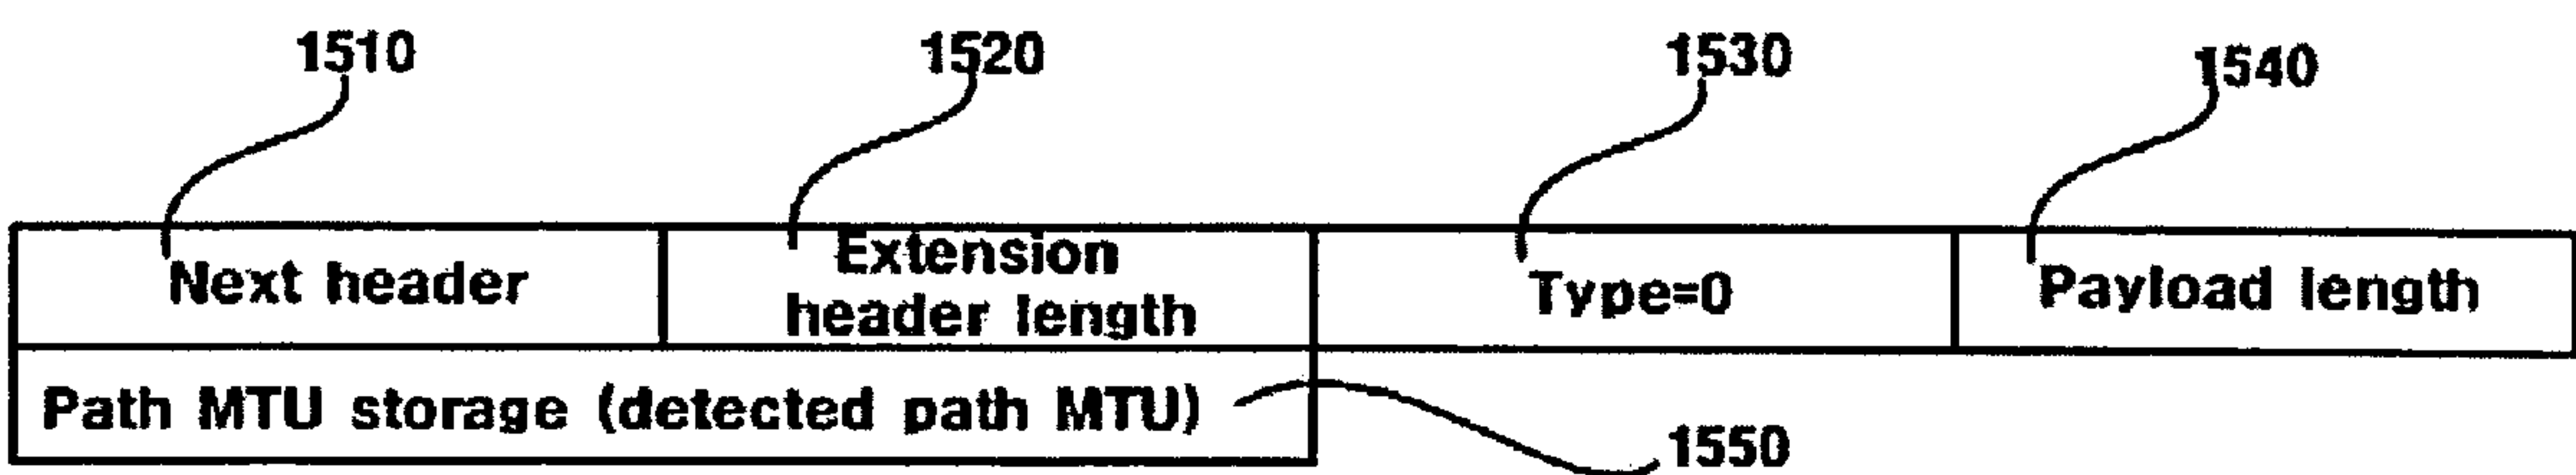 1510 1520 1530 1540
Next header Extension header length Type=0 Payload length
Path MTU storage (detected path MTU)
1550